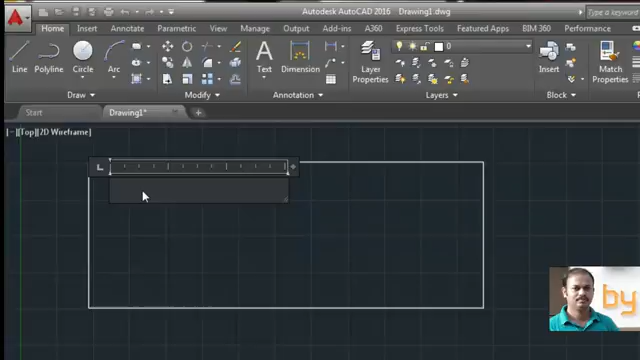 Autodesk AutoCAD 2016 Drawing1.dwg
Type a keyword
Home Insert Annotate Parametric View Manage Output Add-ins A360 Express Tools Featured Apps BIM 360 Performance
Line Polyline Circle Arc Text Dimension Layer Properties 0 Insert Match Properties
Draw Modify Annotation Layers
Start Drawing1*
[−][Top][2D Wireframe]
by